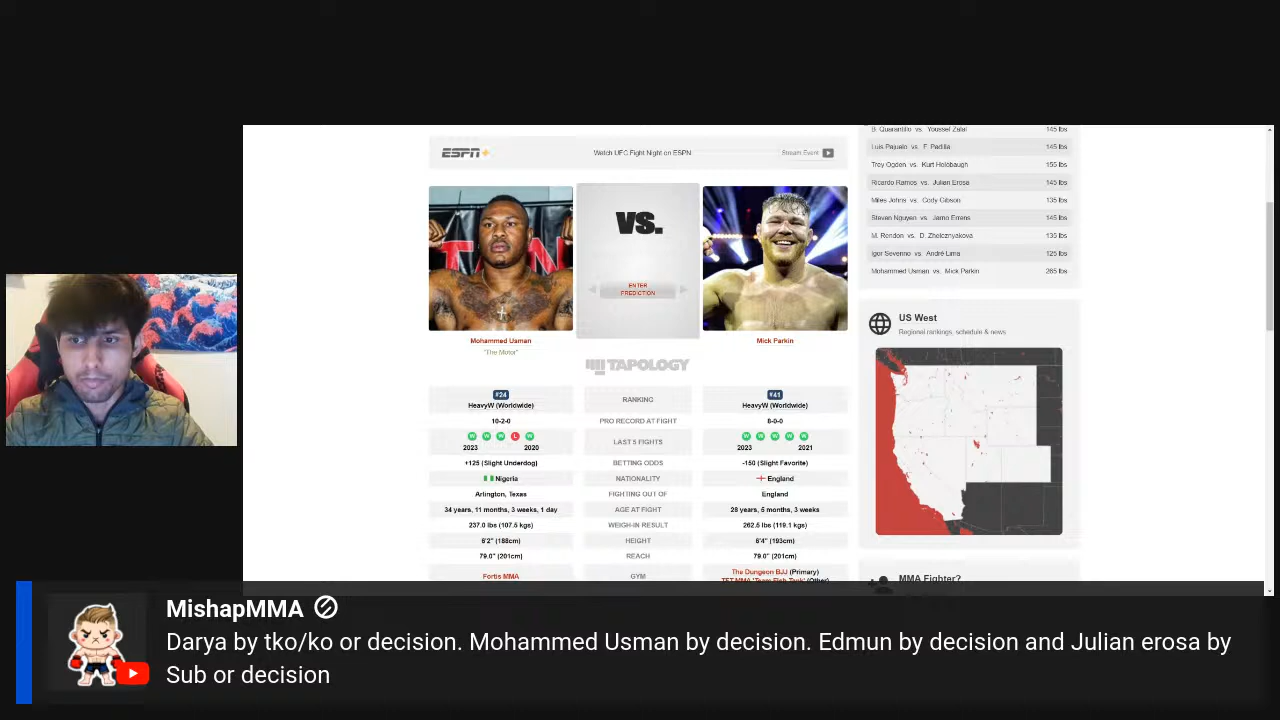 ESPN+
Watch UFC Fight Night on ESPN
Stream Event
VS.
ENTER
PREDICTION
Mohammed Usman
"The Motor"
Mick Parkin
TAPOLOGY
#24
HeavyW (Worldwide)
RANKING
#41
HeavyW (Worldwide)
10-2-0
PRO RECORD AT FIGHT
8-0-0
W W W L W
2023 2020
LAST 5 FIGHTS
W W W W W
2023 2021
+125 (Slight Underdog)
BETTING ODDS
-150 (Slight Favorite)
Nigeria
NATIONALITY
England
Arlington, Texas
FIGHTING OUT OF
England
34 years, 11 months, 3 weeks, 1 day
AGE AT FIGHT
28 years, 5 months, 3 weeks
237.0 lbs (107.5 kgs)
WEIGH-IN RESULT
262.5 lbs (119.1 kgs)
6'2" (188cm)
HEIGHT
6'4" (193cm)
79.0" (201cm)
REACH
79.0" (201cm)
Fortis MMA
GYM
The Dungeon BJJ (Primary)
B. Quarantillo vs. Youssef Zalal 145 lbs
Luis Pajuelo vs. F. Padilla 145 lbs
Trey Ogden vs. Kurt Holobaugh 155 lbs
Ricardo Ramos vs. Julian Erosa 145 lbs
Miles Johns vs. Cody Gibson 135 lbs
Steven Nguyen vs. Jarno Errens 145 lbs
M. Rendon vs. D. Zheleznyakova 135 lbs
Igor Severino vs. André Lima 125 lbs
Mohammed Usman vs. Mick Parkin 265 lbs
US West
Regional rankings, schedule & news
MMA Fighter?
MishapMMA
Darya by tko/ko or decision. Mohammed Usman by decision. Edmun by decision and Julian erosa by
Sub or decision